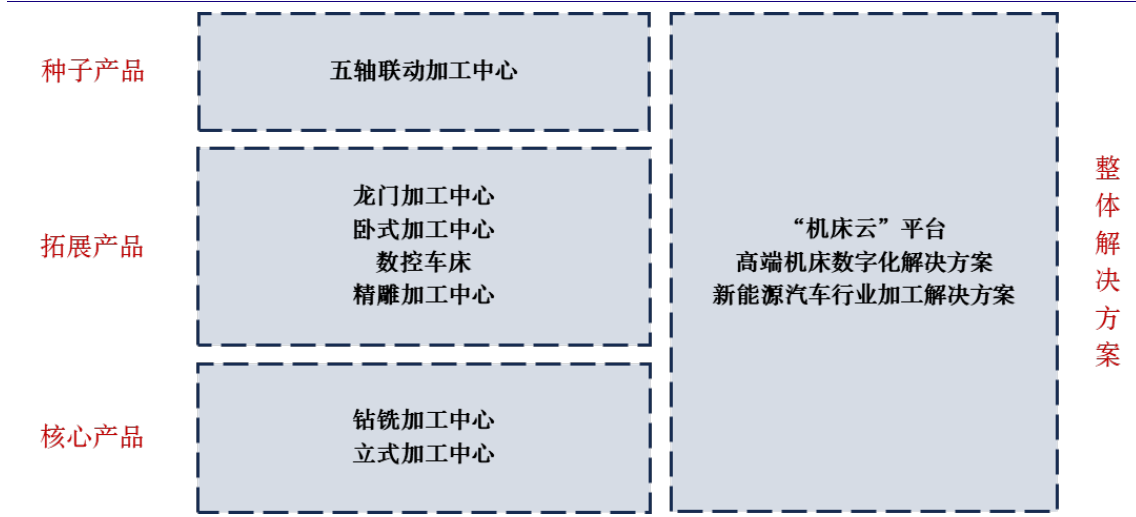 种子产品
五轴联动加工中心
拓展产品
龙门加工中心
卧式加工中心
数控车床
精雕加工中心
核心产品
钻铣加工中心
立式加工中心
“机床云”平台
高端机床数字化解决方案
新能源汽车行业加工解决方案
整体解决方案